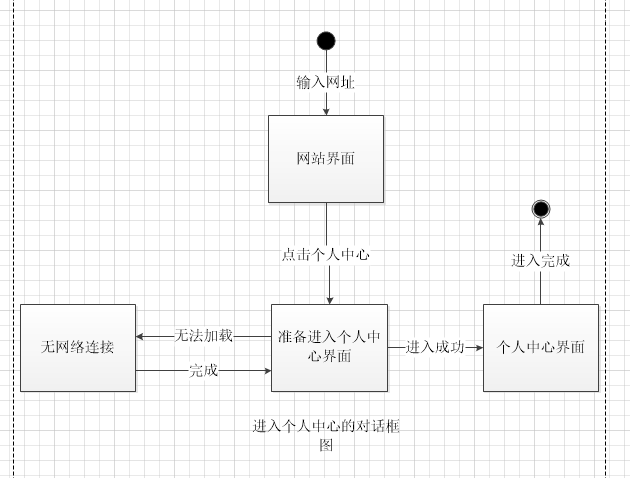 输入网址
网站界面
点击个人中心
进入完成
无网络连接
无法加载
完成
准备进入个人中
心界面
进入成功
个人中心界面
进入个人中心的对话框
图